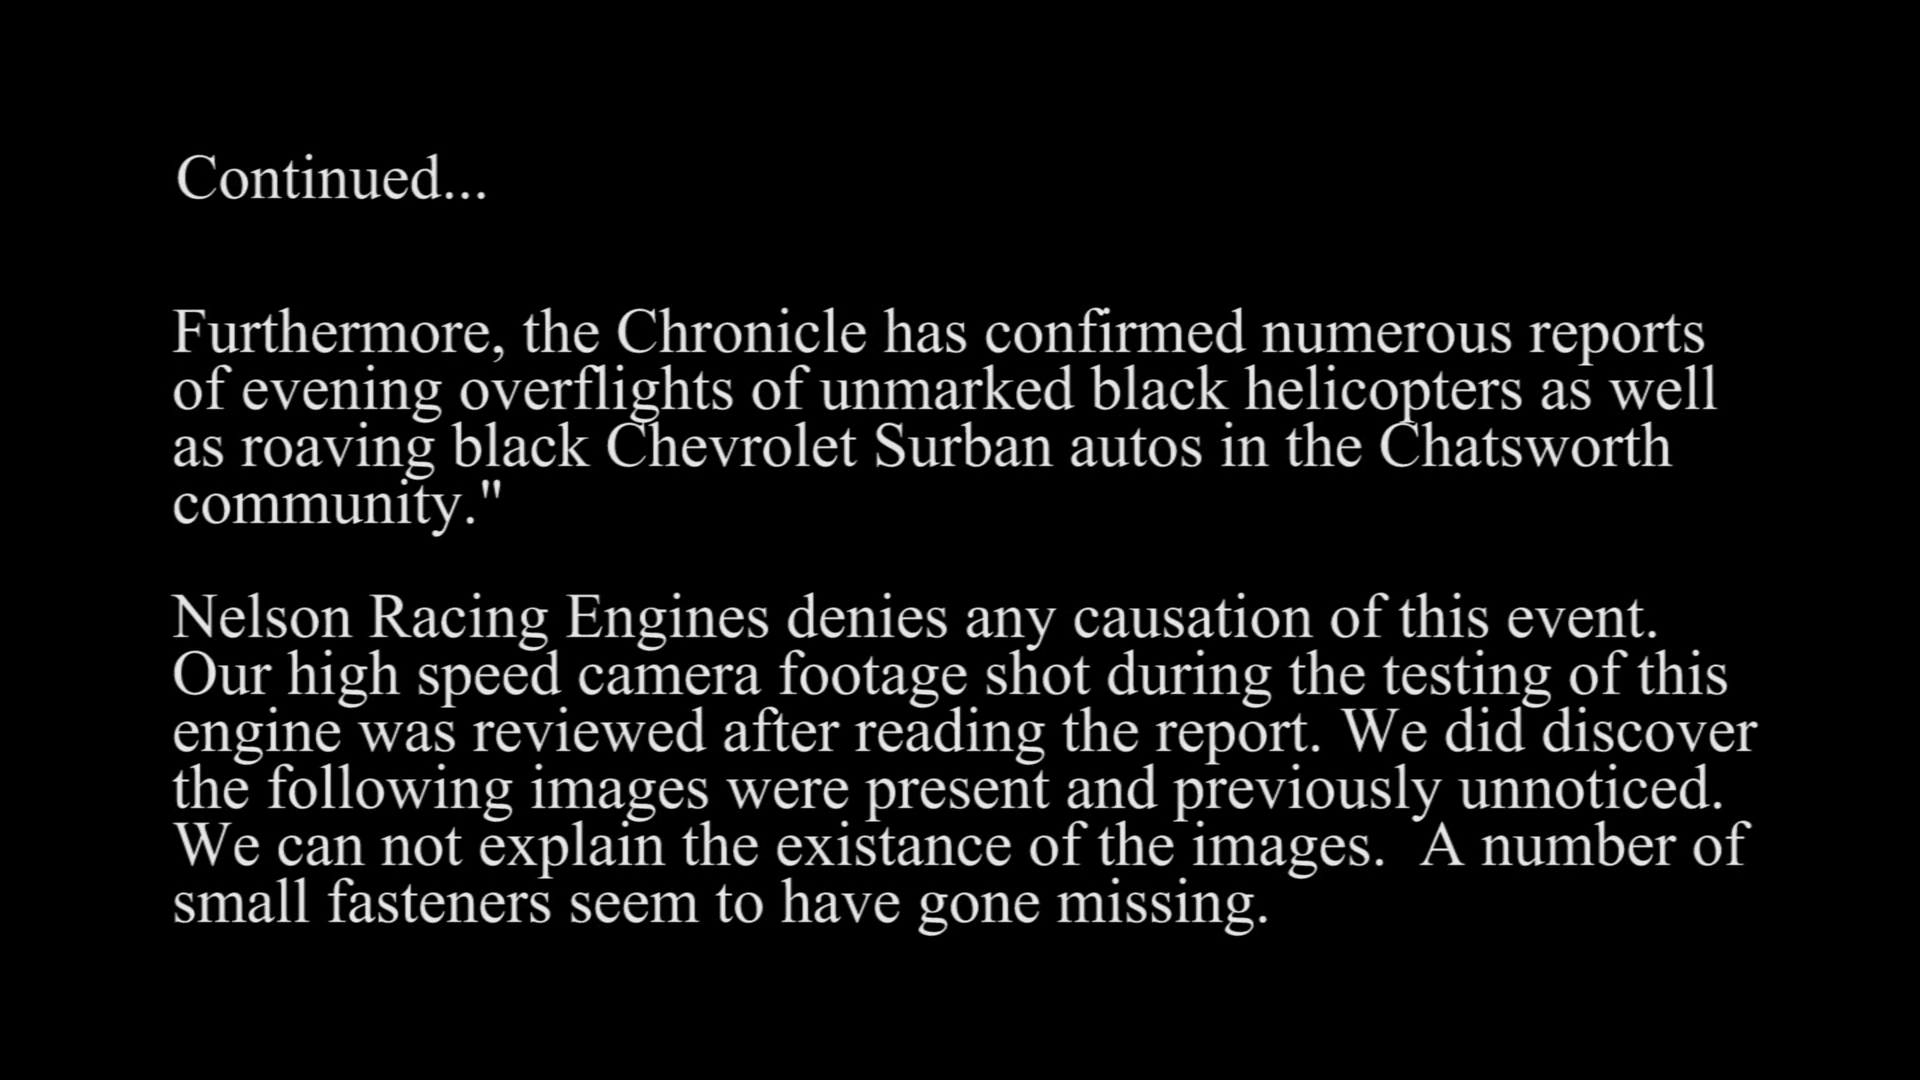 Continued...
Furthermore, the Chronicle has confirmed numerous reports
of evening overflights of unmarked black helicopters as well
as roaving black Chevrolet Surban autos in the Chatsworth
community."
Nelson Racing Engines denies any causation of this event.
Our high speed camera footage shot during the testing of this
engine was reviewed after reading the report. We did discover
the following images were present and previously unnoticed.
We can not explain the existance of the images.  A number of
small fasteners seem to have gone missing.